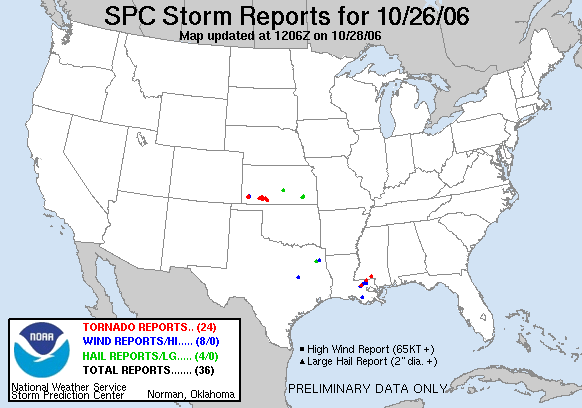 SPC Storm Reports for 10/26/06
Map updated at 1206Z on 10/28/06
TORNADO REPORTS.. (24)
WIND REPORTS/HI..... (8/0)
HAIL REPORTS/LG..... (4/0)
TOTAL REPORTS....... (36)
NOAA
National Weather Service
Storm Prediction Center Norman, Oklahoma
High Wind Report (65KT +)
Large Hail Report (2" dia. +)
PRELIMINARY DATA ONLY